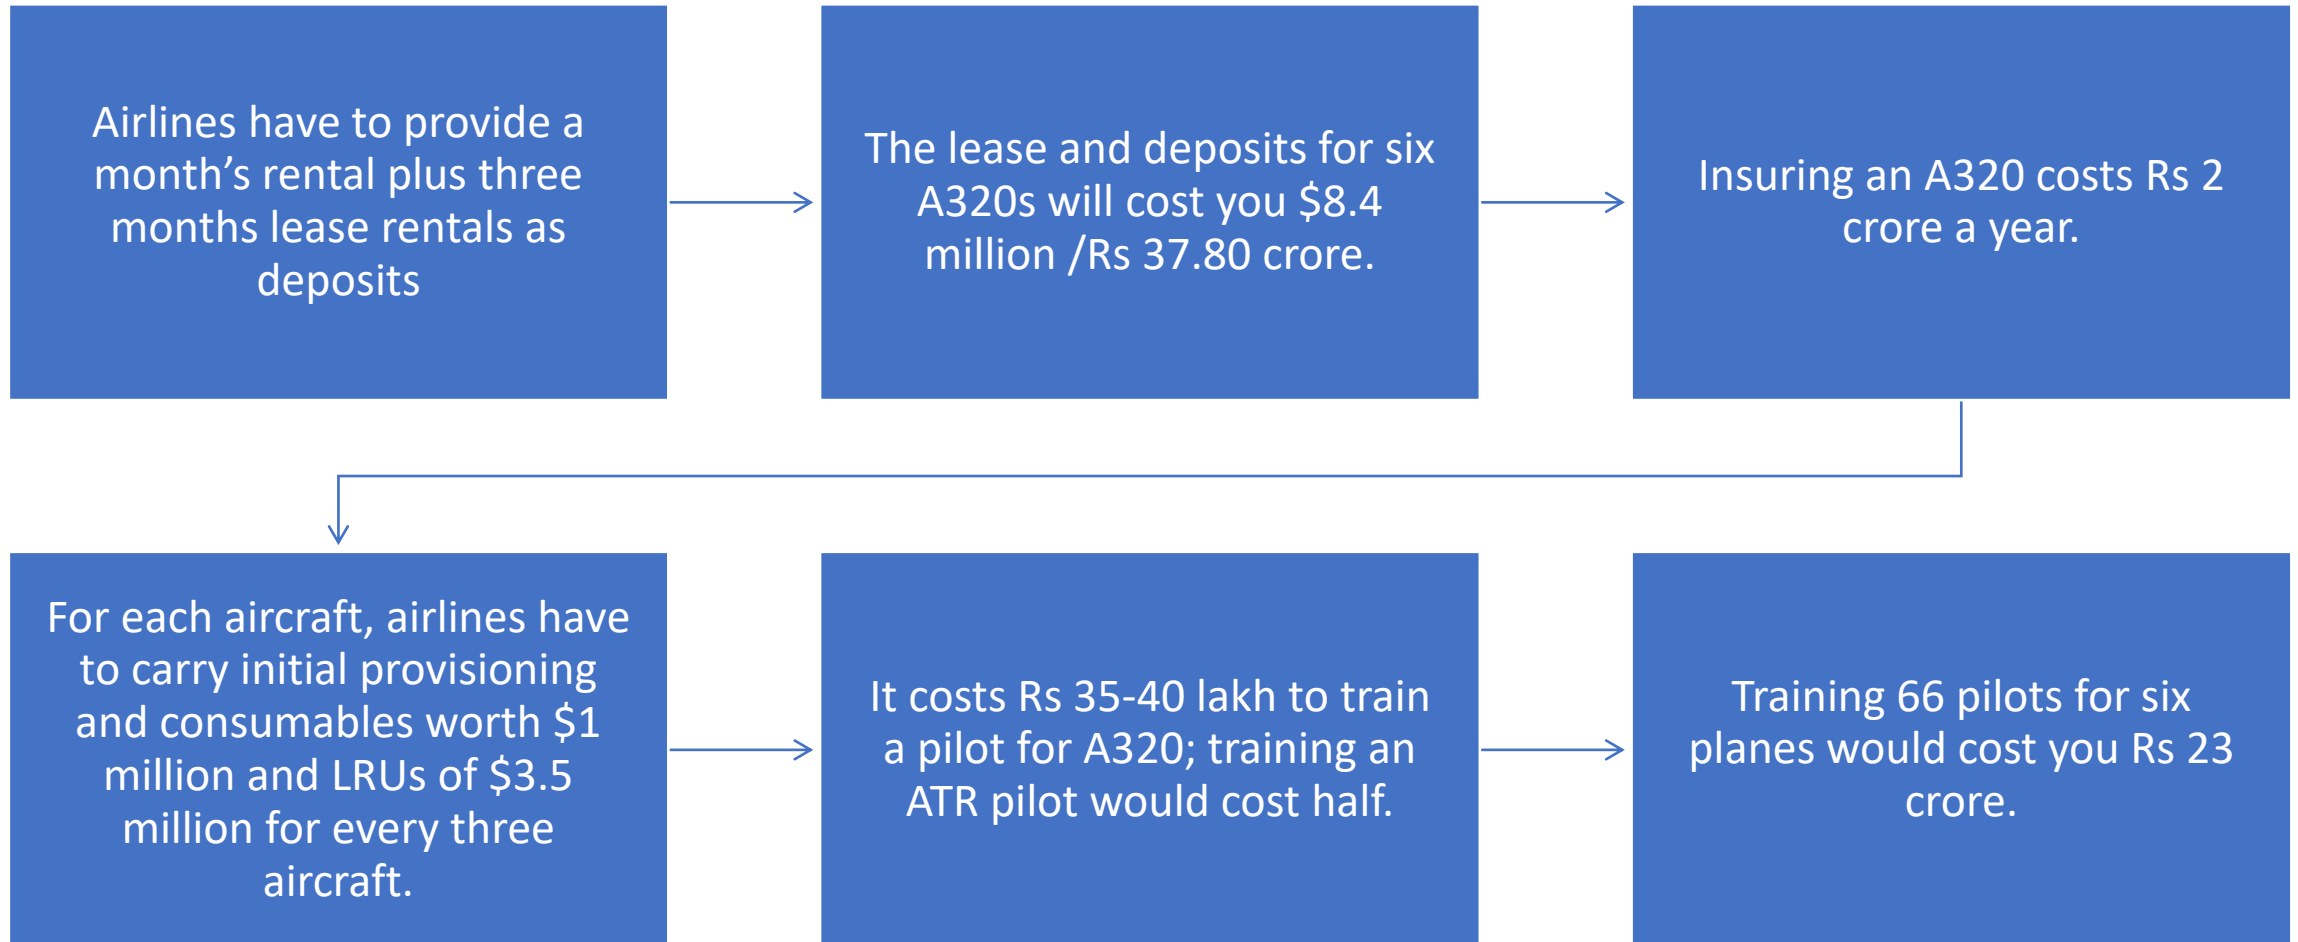 Airlines have to provide a
month’s rental plus three
months lease rentals as
deposits
The lease and deposits for six
A320s will cost you $8.4
million /Rs 37.80 crore.
Insuring an A320 costs Rs 2
crore a year.
For each aircraft, airlines have
to carry initial provisioning
and consumables worth $1
million and LRUs of $3.5
million for every three
aircraft.
It costs Rs 35-40 lakh to train
a pilot for A320; training an
ATR pilot would cost half.
Training 66 pilots for six
planes would cost you Rs 23
crore.